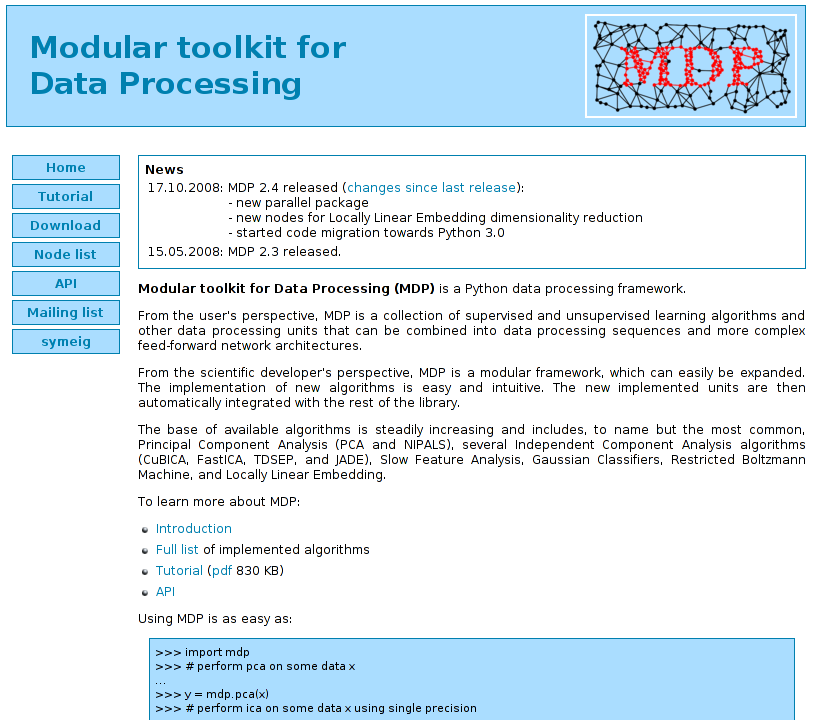 Modular toolkit for
Data Processing
MDP
Home
Tutorial
Download
Node list
API
Mailing list
symeig
News
17.10.2008: MDP 2.4 released (changes since last release):
- new parallel package
- new nodes for Locally Linear Embedding dimensionality reduction
- started code migration towards Python 3.0
15.05.2008: MDP 2.3 released.
Modular toolkit for Data Processing (MDP) is a Python data processing framework.
From the user's perspective, MDP is a collection of supervised and unsupervised learning algorithms and
other data processing units that can be combined into data processing sequences and more complex
feed-forward network architectures.
From the scientific developer's perspective, MDP is a modular framework, which can easily be expanded.
The implementation of new algorithms is easy and intuitive. The new implemented units are then
automatically integrated with the rest of the library.
The base of available algorithms is steadily increasing and includes, to name but the most common,
Principal Component Analysis (PCA and NIPALS), several Independent Component Analysis algorithms
(CuBICA, FastICA, TDSEP, and JADE), Slow Feature Analysis, Gaussian Classifiers, Restricted Boltzmann
Machine, and Locally Linear Embedding.
To learn more about MDP:
Introduction
Full list of implemented algorithms
Tutorial (pdf 830 KB)
API
Using MDP is as easy as:
>>> import mdp
>>> # perform pca on some data x
...
>>> y = mdp.pca(x)
>>> # perform ica on some data x using single precision